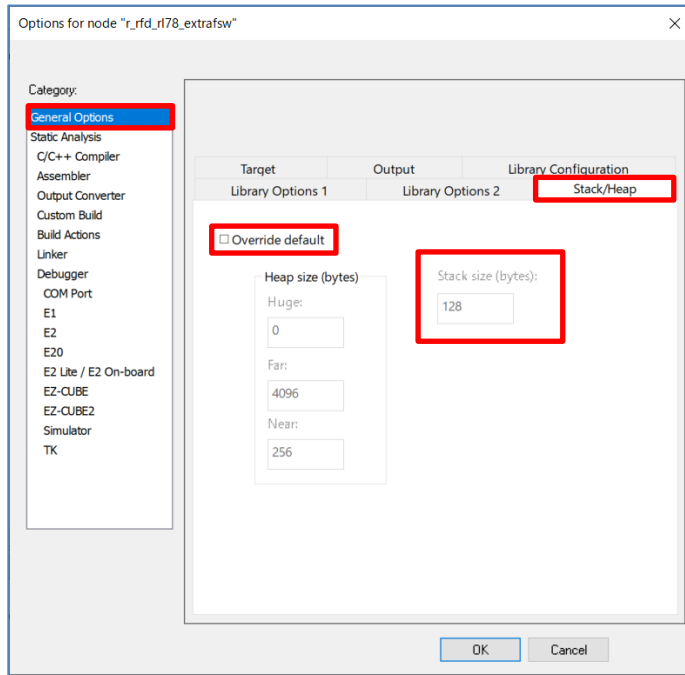 Options for node "r_rfd_rl78_extrafsw"
Category:
General Options
Static Analysis
C/C++ Compiler
Assembler
Output Converter
Custom Build
Build Actions
Linker
Debugger
COM Port
E1
E2
E20
E2 Lite / E2 On-board
EZ-CUBE
EZ-CUBE2
Simulator
TK
Target Output Library Configuration
Library Options 1 Library Options 2 Stack/Heap
Override default
Heap size (bytes)
Huge:
0
Far:
4096
Near:
256
Stack size (bytes):
128
OK Cancel